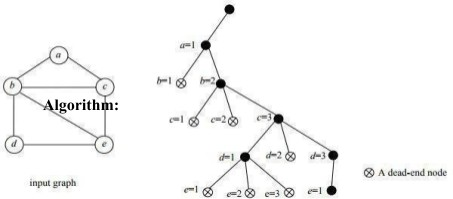 a
a=1
b=1
b=2
b
c
Algorithm:
c=1
c=2
c=3
d
e
d=1
d=2
d=3
A dead-end node
input graph
e=1
e=2
e=3
e=1